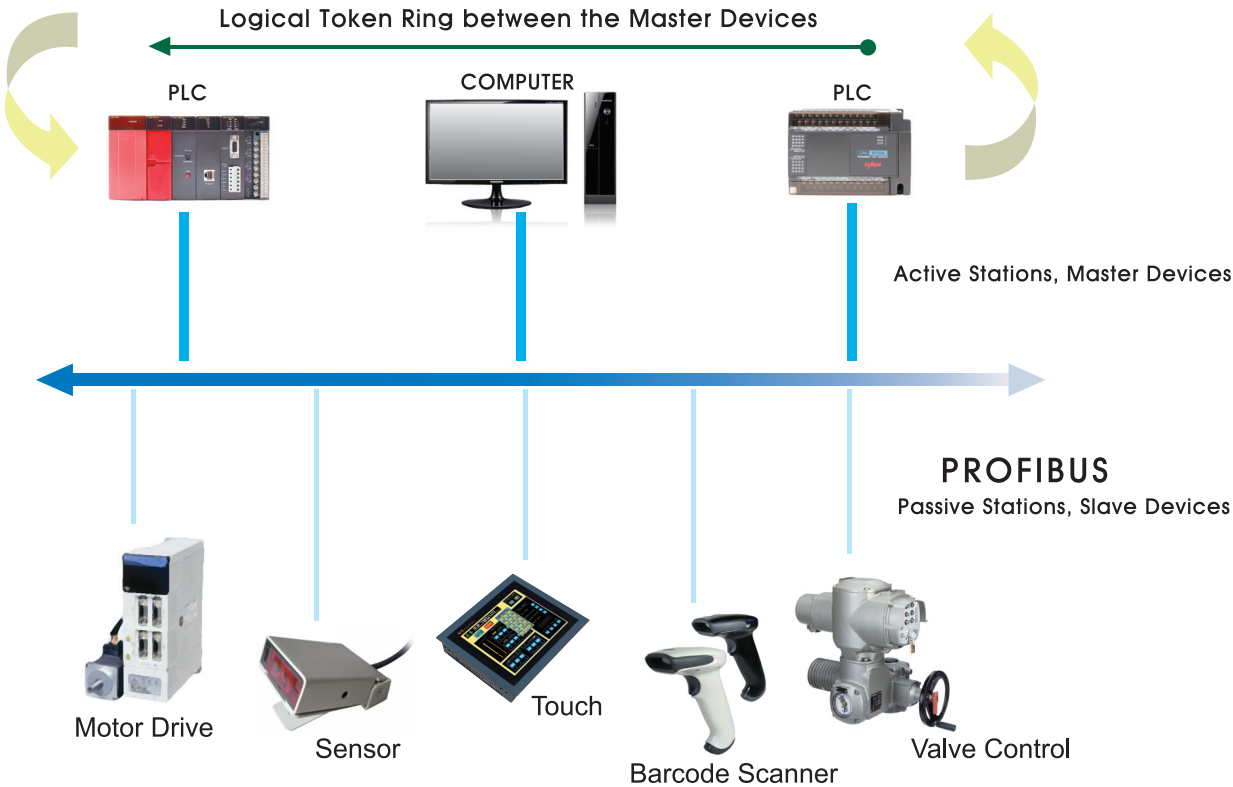 Logical Token Ring between the Master Devices
PLC
COMPUTER
PLC
Active Stations, Master Devices
PROFIBUS
Passive Stations, Slave Devices
Motor Drive
Sensor
Touch
Barcode Scanner
Valve Control